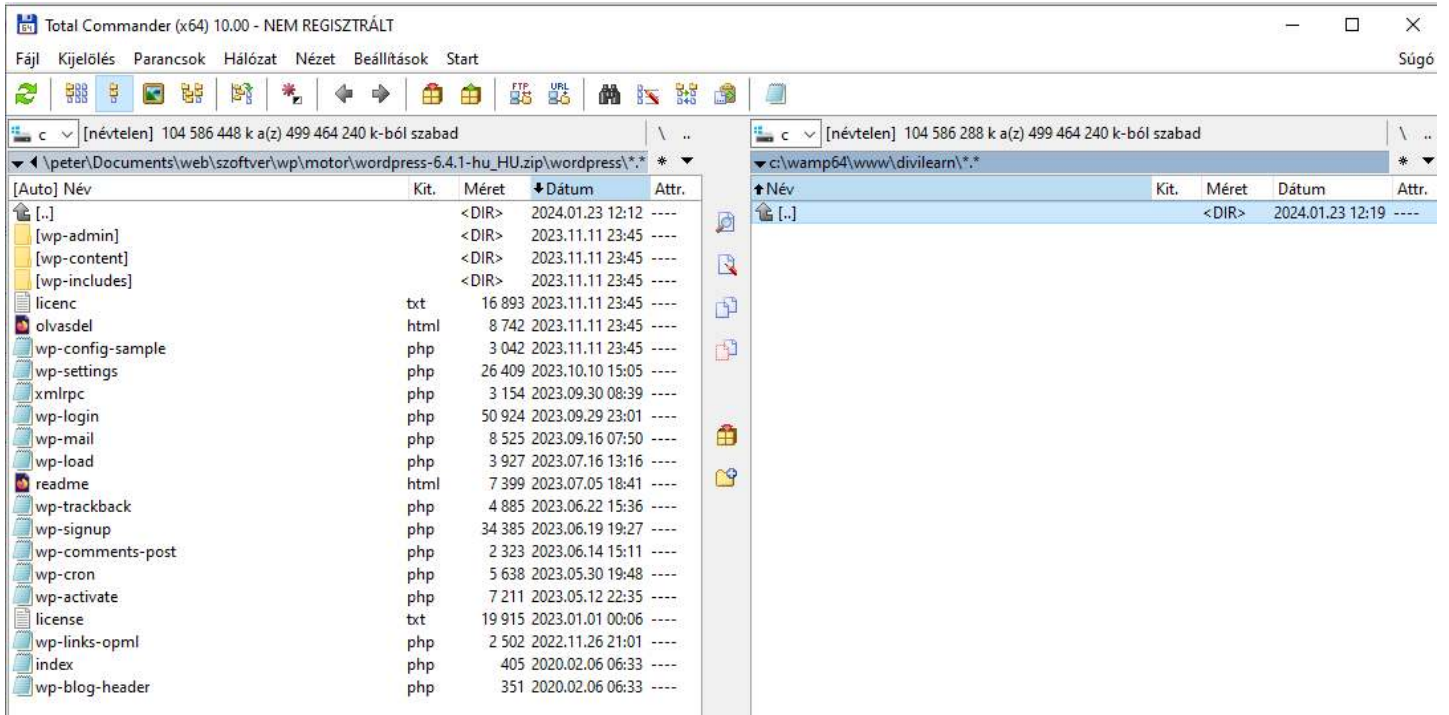 Total Commander (x64) 10.00 - NEM REGISZTRÁLT
Fájl Kijelölés Parancsok Hálózat Nézet Beállítások Start Súgó
FTP URL
c [névtelen] 104 586 448 k a(z) 499 464 240 k-ból szabad \ ..
\peter\Documents\web\szoftver\wp\motor\wordpress-6.4.1-hu_HU.zip\wordpress\*.* *
[Auto] Név Kit. Méret Dátum Attr.
[..] <DIR> 2024.01.23 12:12 ----
[wp-admin] <DIR> 2023.11.11 23:45 ----
[wp-content] <DIR> 2023.11.11 23:45 ----
[wp-includes] <DIR> 2023.11.11 23:45 ----
licenc txt 16 893 2023.11.11 23:45 ----
olvasdel html 8 742 2023.11.11 23:45 ----
wp-config-sample php 3 042 2023.11.11 23:45 ----
wp-settings php 26 409 2023.10.10 15:05 ----
xmlrpc php 3 154 2023.09.30 08:39 ----
wp-login php 50 924 2023.09.29 23:01 ----
wp-mail php 8 525 2023.09.16 07:50 ----
wp-load php 3 927 2023.07.16 13:16 ----
readme html 7 399 2023.07.05 18:41 ----
wp-trackback php 4 885 2023.06.22 15:36 ----
wp-signup php 34 385 2023.06.19 19:27 ----
wp-comments-post php 2 323 2023.06.14 15:11 ----
wp-cron php 5 638 2023.05.30 19:48 ----
wp-activate php 7 211 2023.05.12 22:35 ----
license txt 19 915 2023.01.01 00:06 ----
wp-links-opml php 2 502 2022.11.26 21:01 ----
index php 405 2020.02.06 06:33 ----
wp-blog-header php 351 2020.02.06 06:33 ----
c [névtelen] 104 586 288 k a(z) 499 464 240 k-ból szabad \ ..
c:\wamp64\www\divilearn\*.* *
Név Kit. Méret Dátum Attr.
[..] <DIR> 2024.01.23 12:19 ----